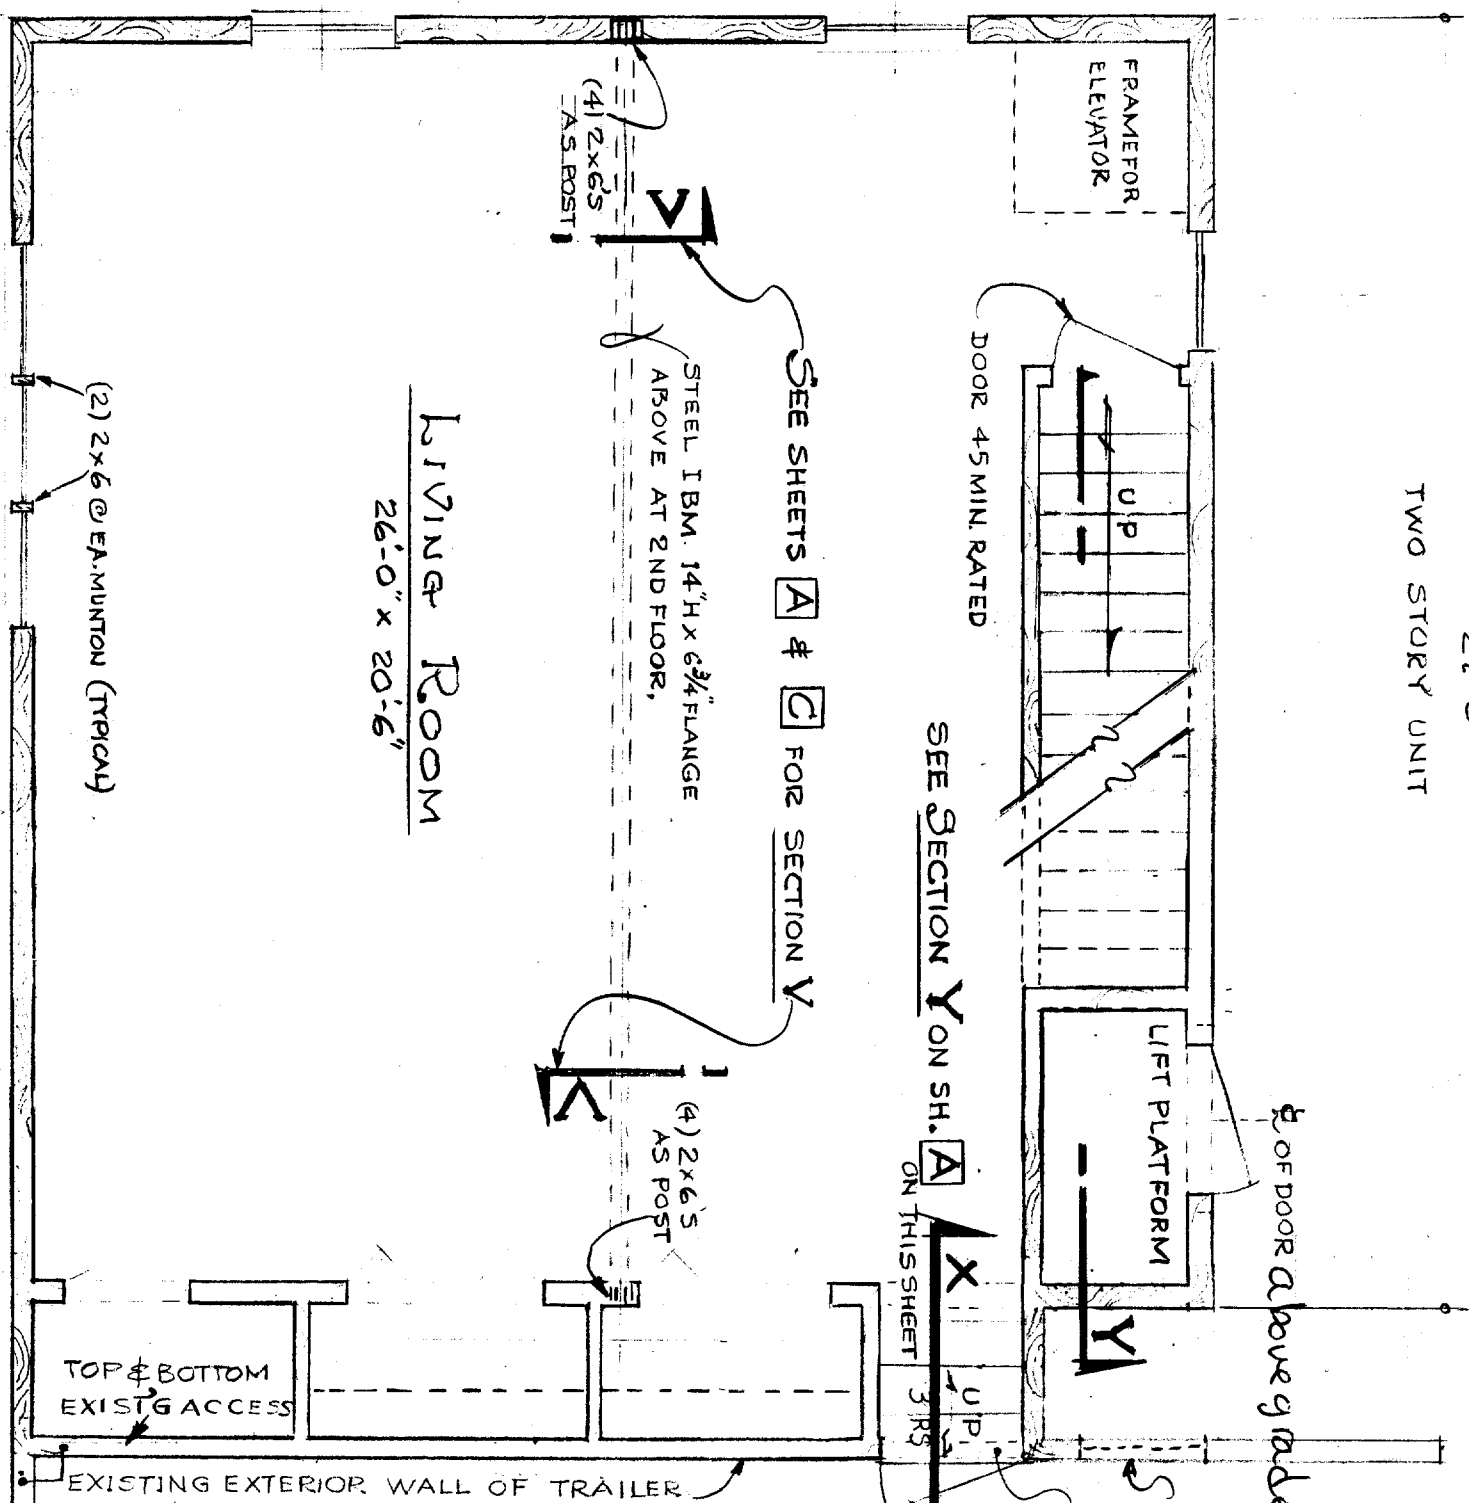 TWO STORY UNIT
FRAME FOR
ELEVATOR
(4) 2x6'S
AS POST
V
DOOR 45 MIN. RATED
UP
SEE SHEETS A & C FOR SECTION V
STEEL I BM. 14"H x 6 3/4" FLANGE
ABOVE AT 2ND FLOOR.
LIVING ROOM
26'-0" x 20'-6"
(2) 2x6 @ EA. MUNTON (TYPICAL)
SEE SECTION Y ON SH. A
LIFT PLATFORM
℄ OF DOOR Above grade
V
(4) 2x6'S
AS POST
ON THIS SHEET
X
Y
UP
3 RS
TOP & BOTTOM
EXIST'G ACCESS
EXISTING EXTERIOR WALL OF TRAILER